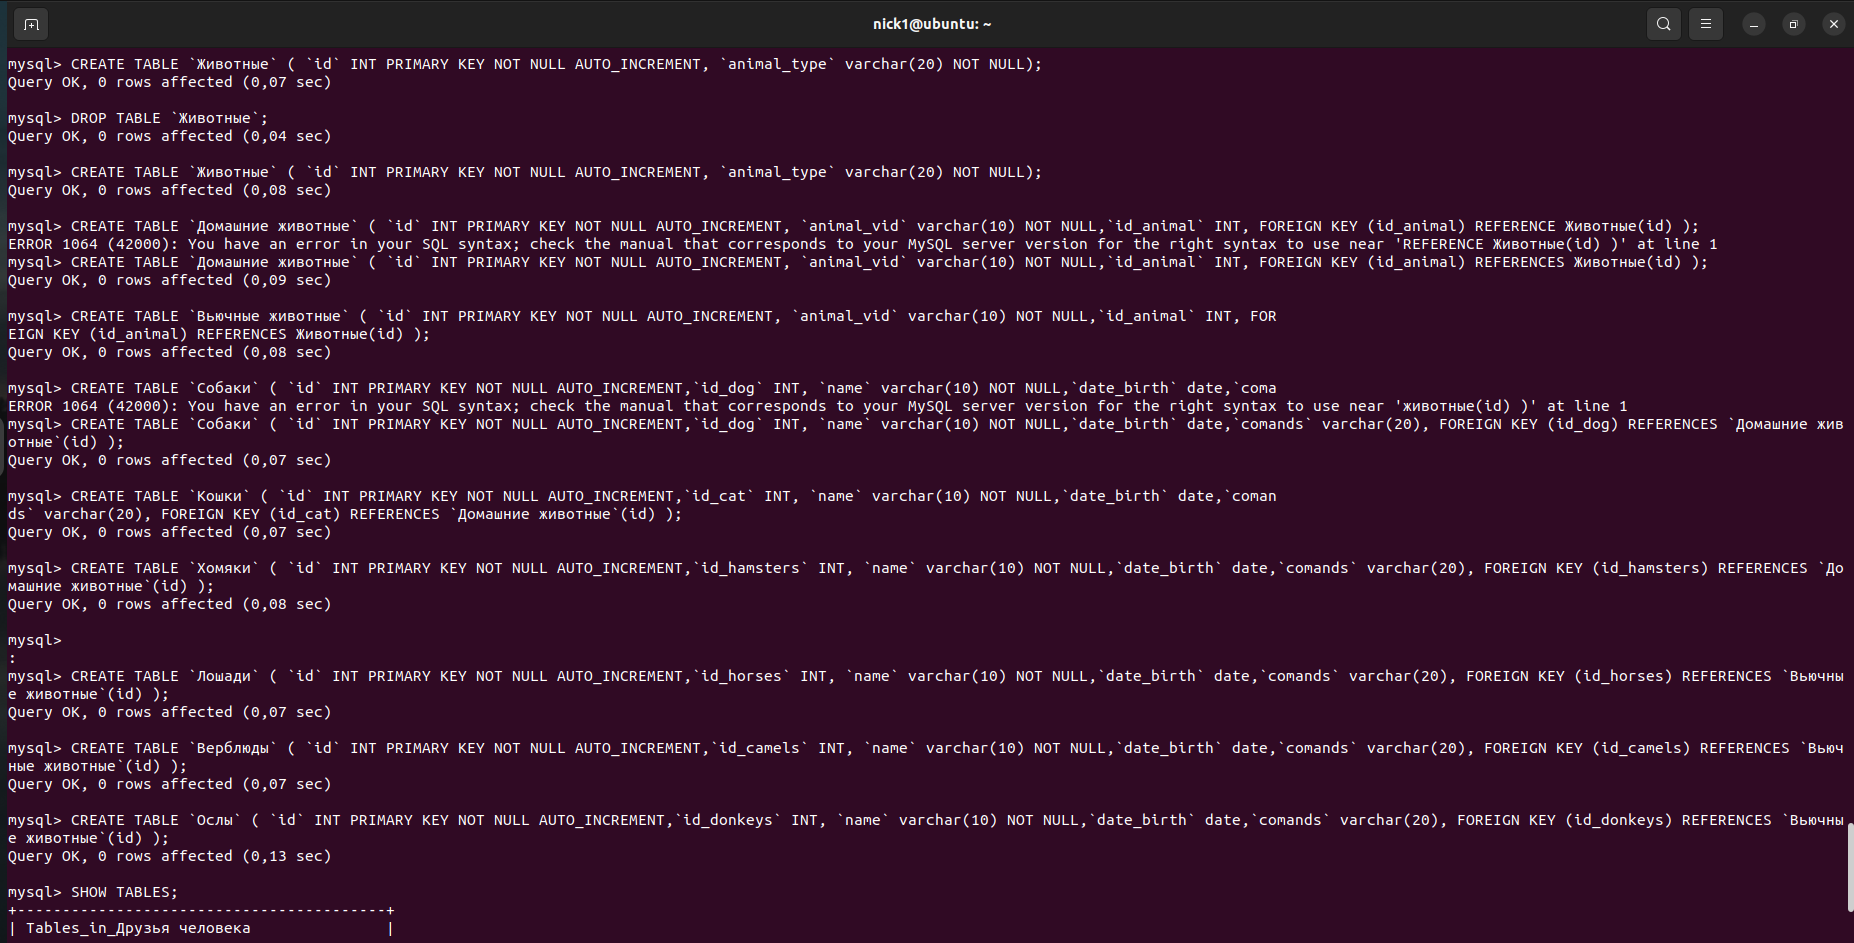 nick1@ubuntu: ~
mysql> CREATE TABLE `Животные` ( `id` INT PRIMARY KEY NOT NULL AUTO_INCREMENT, `animal_type` varchar(20) NOT NULL);
Query OK, 0 rows affected (0,07 sec)
mysql> DROP TABLE `Животные`;
Query OK, 0 rows affected (0,04 sec)
mysql> CREATE TABLE `Животные` ( `id` INT PRIMARY KEY NOT NULL AUTO_INCREMENT, `animal_type` varchar(20) NOT NULL);
Query OK, 0 rows affected (0,08 sec)
mysql> CREATE TABLE `Домашние животные` ( `id` INT PRIMARY KEY NOT NULL AUTO_INCREMENT, `animal_vid` varchar(10) NOT NULL,`id_animal` INT, FOREIGN KEY (id_animal) REFERENCE Животные(id) );
ERROR 1064 (42000): You have an error in your SQL syntax; check the manual that corresponds to your MySQL server version for the right syntax to use near 'REFERENCE Животные(id) )' at line 1
mysql> CREATE TABLE `Домашние животные` ( `id` INT PRIMARY KEY NOT NULL AUTO_INCREMENT, `animal_vid` varchar(10) NOT NULL,`id_animal` INT, FOREIGN KEY (id_animal) REFERENCES Животные(id) );
Query OK, 0 rows affected (0,09 sec)
mysql> CREATE TABLE `Вьючные животные` ( `id` INT PRIMARY KEY NOT NULL AUTO_INCREMENT, `animal_vid` varchar(10) NOT NULL,`id_animal` INT, FOR
EIGN KEY (id_animal) REFERENCES Животные(id) );
Query OK, 0 rows affected (0,08 sec)
mysql> CREATE TABLE `Собаки` ( `id` INT PRIMARY KEY NOT NULL AUTO_INCREMENT,`id_dog` INT, `name` varchar(10) NOT NULL,`date_birth` date,`coma
ERROR 1064 (42000): You have an error in your SQL syntax; check the manual that corresponds to your MySQL server version for the right syntax to use near 'животные(id) )' at line 1
mysql> CREATE TABLE `Собаки` ( `id` INT PRIMARY KEY NOT NULL AUTO_INCREMENT,`id_dog` INT, `name` varchar(10) NOT NULL,`date_birth` date,`comands` varchar(20), FOREIGN KEY (id_dog) REFERENCES `Домашние жив
отные`(id) );
Query OK, 0 rows affected (0,07 sec)
mysql> CREATE TABLE `Кошки` ( `id` INT PRIMARY KEY NOT NULL AUTO_INCREMENT,`id_cat` INT, `name` varchar(10) NOT NULL,`date_birth` date,`coman
ds` varchar(20), FOREIGN KEY (id_cat) REFERENCES `Домашние животные`(id) );
Query OK, 0 rows affected (0,07 sec)
mysql> CREATE TABLE `Хомяки` ( `id` INT PRIMARY KEY NOT NULL AUTO_INCREMENT,`id_hamsters` INT, `name` varchar(10) NOT NULL,`date_birth` date,`comands` varchar(20), FOREIGN KEY (id_hamsters) REFERENCES `До
машние животные`(id) );
Query OK, 0 rows affected (0,08 sec)
mysql>
:
mysql> CREATE TABLE `Лошади` ( `id` INT PRIMARY KEY NOT NULL AUTO_INCREMENT,`id_horses` INT, `name` varchar(10) NOT NULL,`date_birth` date,`comands` varchar(20), FOREIGN KEY (id_horses) REFERENCES `Вьючны
е животные`(id) );
Query OK, 0 rows affected (0,07 sec)
mysql> CREATE TABLE `Верблюды` ( `id` INT PRIMARY KEY NOT NULL AUTO_INCREMENT,`id_camels` INT, `name` varchar(10) NOT NULL,`date_birth` date,`comands` varchar(20), FOREIGN KEY (id_camels) REFERENCES `Вьюч
ные животные`(id) );
Query OK, 0 rows affected (0,07 sec)
mysql> CREATE TABLE `Ослы` ( `id` INT PRIMARY KEY NOT NULL AUTO_INCREMENT,`id_donkeys` INT, `name` varchar(10) NOT NULL,`date_birth` date,`comands` varchar(20), FOREIGN KEY (id_donkeys) REFERENCES `Вьючны
е животные`(id) );
Query OK, 0 rows affected (0,13 sec)
mysql> SHOW TABLES;
+-----------------------------------------+
| Tables_in_Друзья человека               |